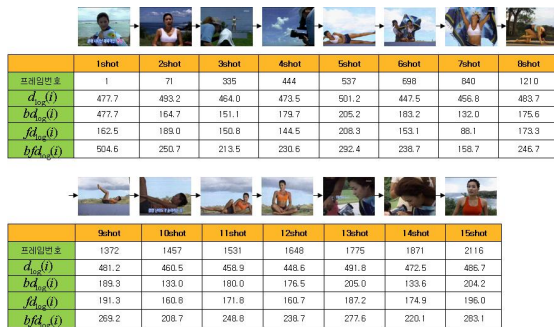 1shot 2shot 3shot 4shot 5shot 6shot 7shot 8shot
프레임번호 1 71 335 444 537 698 840 1210
d_log(i) 477.7 493.2 464.0 473.5 501.2 447.5 456.8 483.7
bd_log(i) 477.7 164.7 151.1 179.7 205.2 183.2 132.0 175.6
fd_log(i) 162.5 189.0 150.8 144.5 208.3 153.1 88.1 173.3
bfd_log(i) 504.6 250.7 213.5 230.6 292.4 238.7 158.7 246.7
9shot 10shot 11shot 12shot 13shot 14shot 15shot
프레임번호 1372 1457 1531 1648 1775 1871 2116
d_log(i) 481.2 460.5 458.9 448.6 491.8 472.5 486.7
bd_log(i) 189.3 133.0 180.0 176.5 205.0 133.6 204.2
fd_log(i) 191.3 160.8 171.8 160.7 187.2 174.9 196.0
bfd_log(i) 269.2 208.7 248.8 238.7 277.6 220.1 283.1